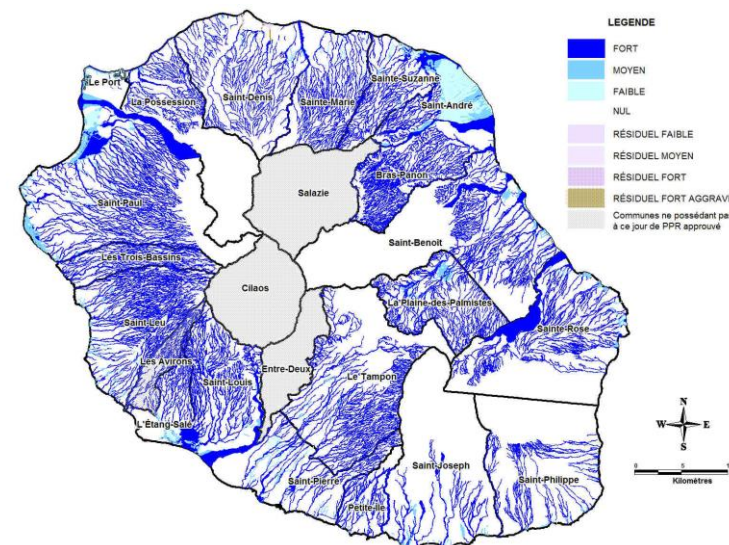 LEGENDE
FORT
MOYEN
FAIBLE
NUL
RÉSIDUEL FAIBLE
RÉSIDUEL MOYEN
RÉSIDUEL FORT
RÉSIDUEL FORT AGGRAV
Communes ne possédant pa
à ce jour de PPR approuvé
Le Port
La Possession
Saint-Denis
Sainte-Marie
Sainte-Suzanne
Saint-André
Salazie
Bras-Panon
Saint-Paul
Saint-Benoit
Les Trois-Bassins
Cilaos
La Plaine-des-Palmistes
Saint-Leu
Sainte-Rose
Les Avirons
Saint-Louis
Entre-Deux
Le Tampon
L'Étang-Salé
Saint-Pierre
Petite-Ile
Saint-Joseph
Saint-Philippe
N
W E
S
0 5 1
Kilomètres